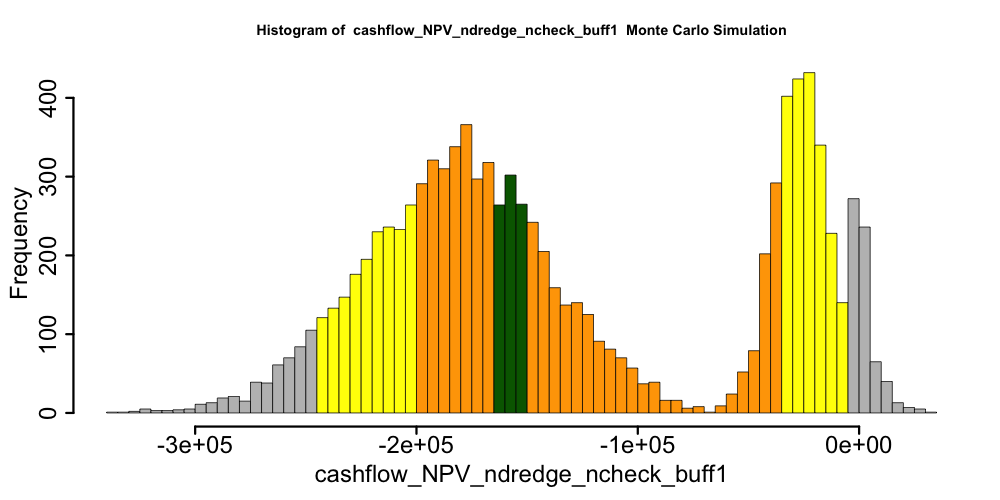 Histogram of  cashflow_NPV_ndredge_ncheck_buff1  Monte Carlo Simulation
400
300
200
100
0
Frequency
-3e+05
-2e+05
-1e+05
0e+00
cashflow_NPV_ndredge_ncheck_buff1